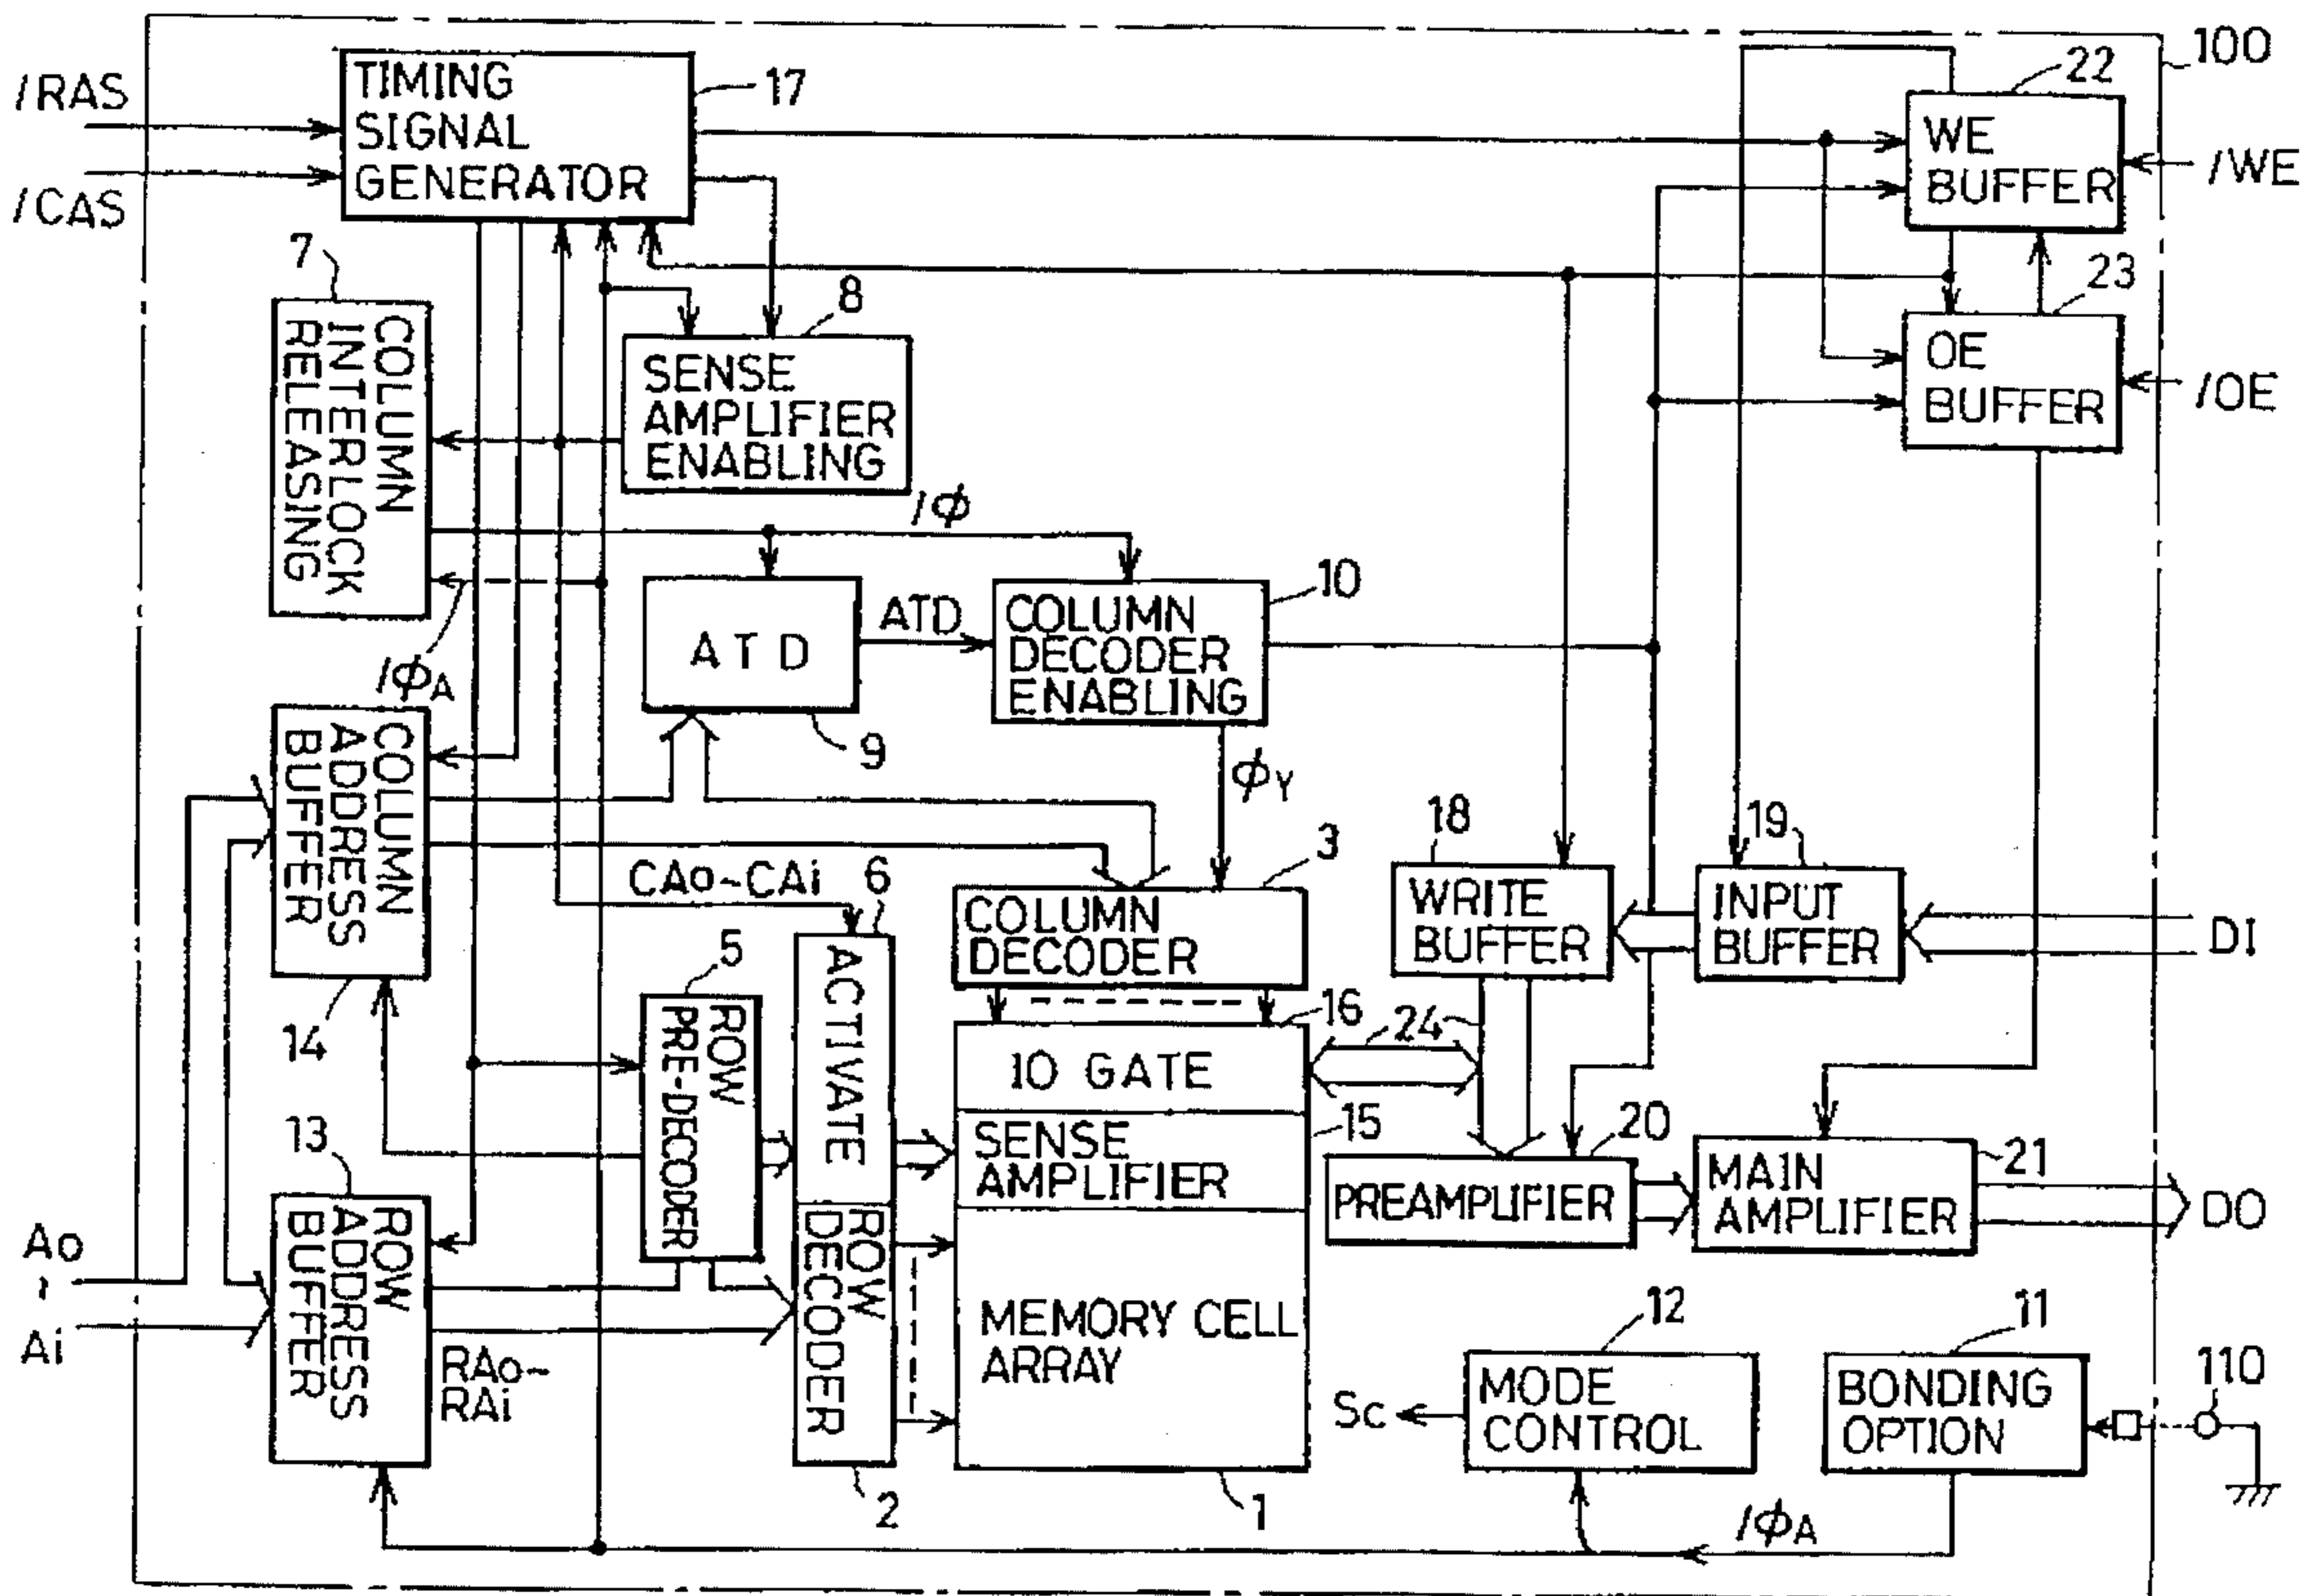 100
22
/RAS
TIMING
SIGNAL
GENERATOR
17
WE
BUFFER
/WE
/CAS
7
COLUMN
INTERLOCK
RELEASING
8
SENSE
AMPLIFIER
ENABLING
23
OE
BUFFER
/OE
/ϕ
ATD
9
ATD
10
COLUMN
DECODER
ENABLING
/ϕA
COLUMN
ADDRESS
BUFFER
14
ϕY
CAo~CAi
6
ACTIVATE
3
COLUMN
DECODER
18
WRITE
BUFFER
19
INPUT
BUFFER
DI
5
ROW
PRE-DECODER
16
IO GATE
24
15
SENSE
AMPLIFIER
20
PREAMPLIFIER
21
MAIN
AMPLIFIER
DO
13
ROW
ADDRESS
BUFFER
Ao
~
Ai
RAo~
RAi
ROW
DECODER
2
MEMORY CELL
ARRAY
1
12
MODE
CONTROL
Sc
11
BONDING
OPTION
110
/ϕA